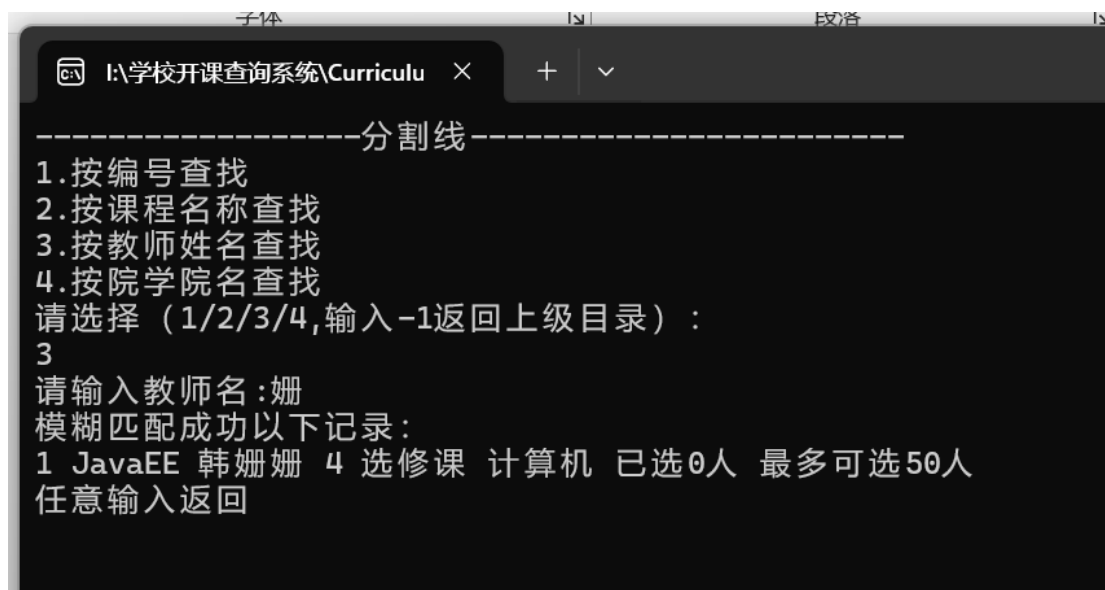 字体 段落
I:\学校开课查询系统\Curriculu
------------------分割线------------------------
1.按编号查找
2.按课程名称查找
3.按教师姓名查找
4.按院学院名查找
请选择（1/2/3/4,输入-1返回上级目录）:
3
请输入教师名:姗
模糊匹配成功以下记录:
1 JavaEE 韩姗姗 4 选修课 计算机 已选0人 最多可选50人
任意输入返回